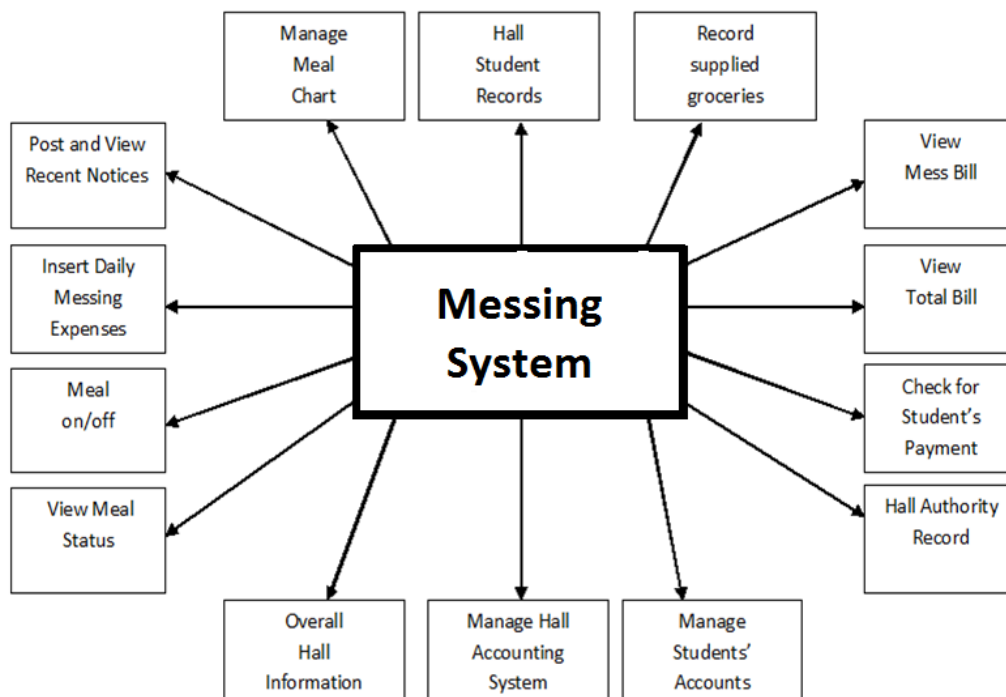 Manage
Meal
Chart
Hall
Student
Records
Record
supplied
groceries
Post and View
Recent Notices
View
Mess Bill
Insert Daily
Messing
Expenses
Messing
System
View
Total Bill
Meal
on/off
Check for
Student’s
Payment
View Meal
Status
Hall Authority
Record
Overall
Hall
Information
Manage Hall
Accounting
System
Manage
Students’
Accounts